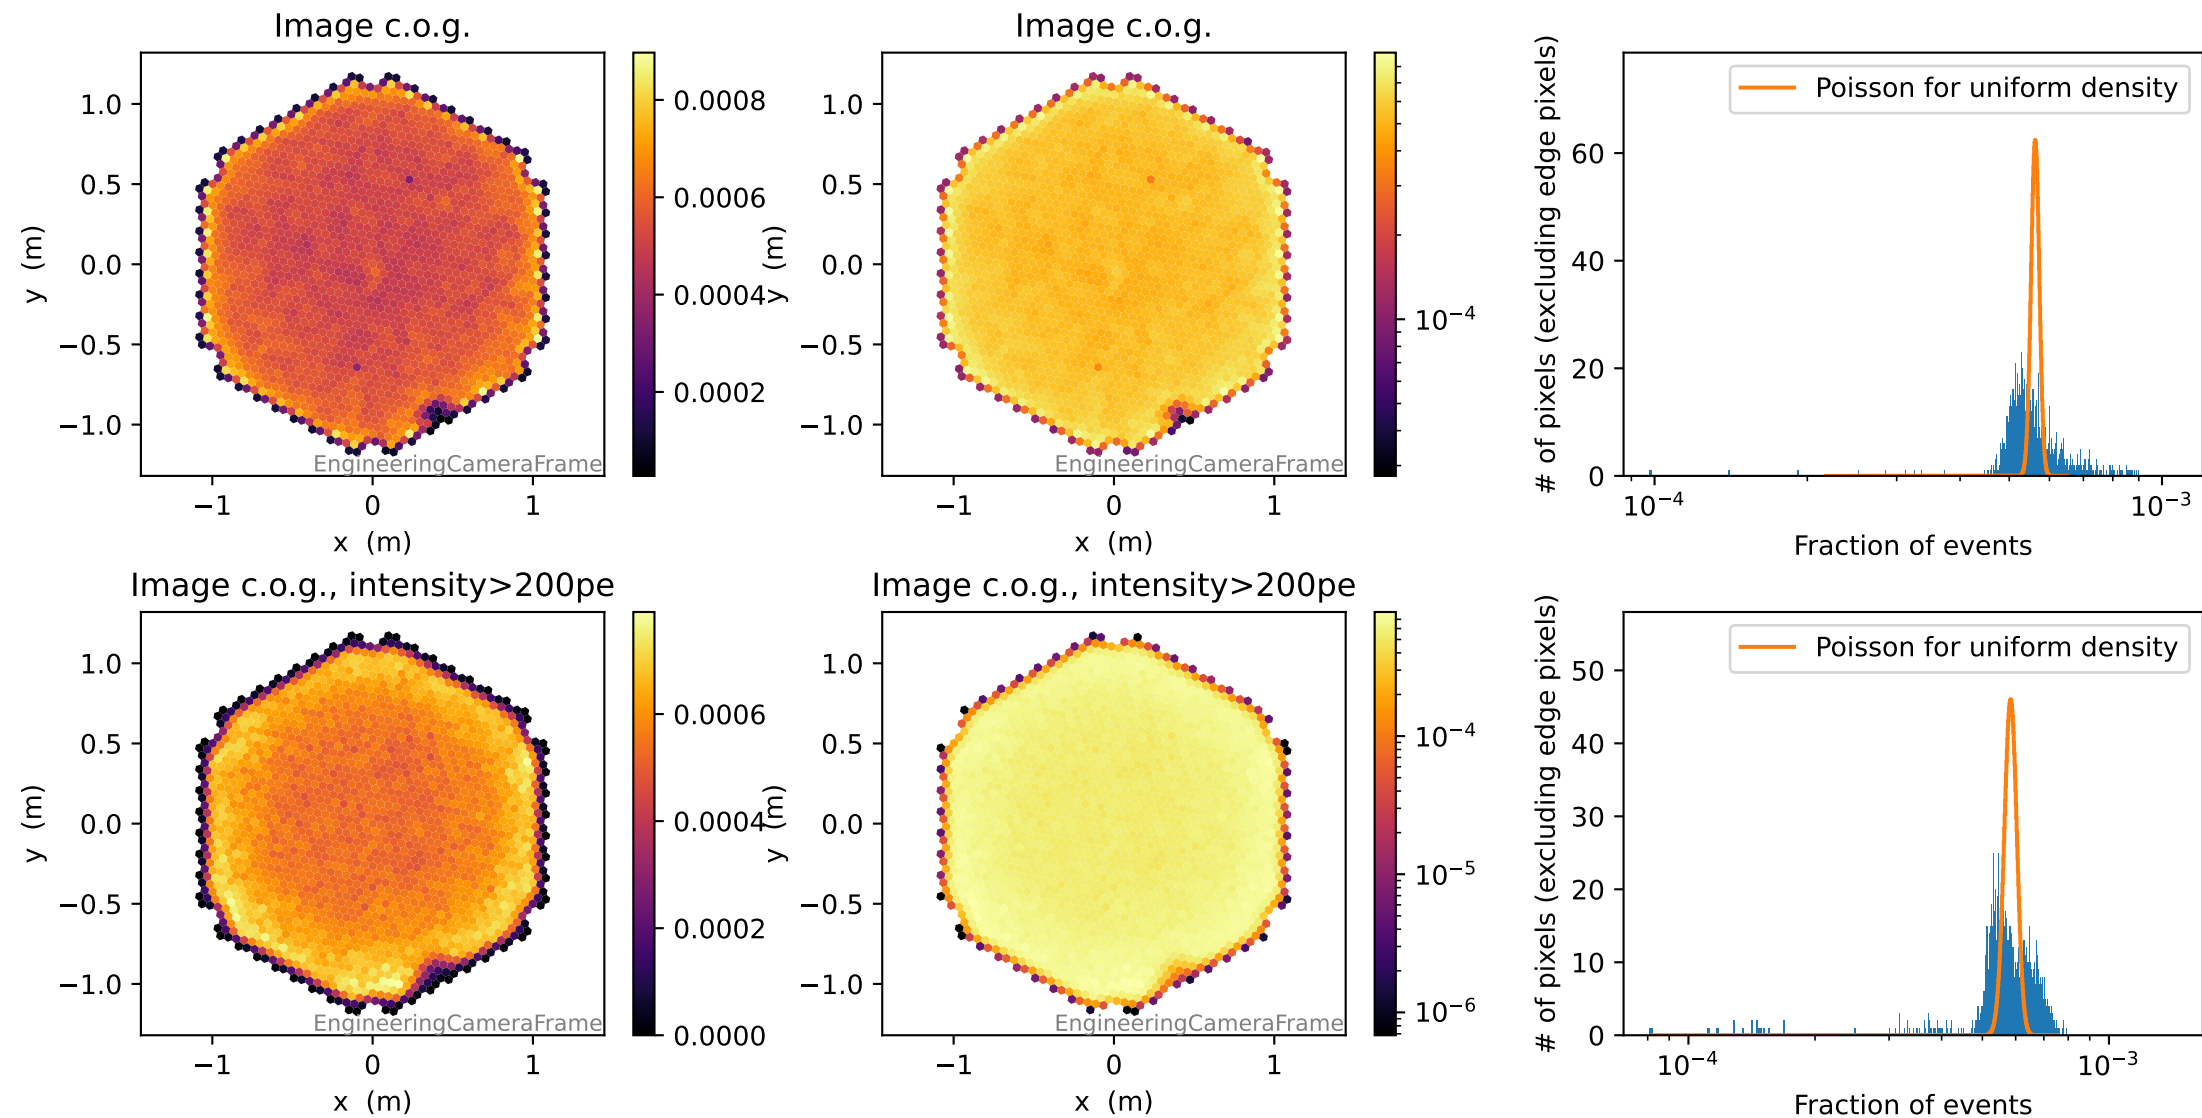 Image c.o.g.
1.0
0.5
0.0
−0.5
−1.0
y (m)
−1
0
1
x (m)
EngineeringCameraFrame
0.0008
0.0006
0.0004
0.0002
Image c.o.g.
1.0
0.5
0.0
−0.5
−1.0
y (m)
−1
0
1
x (m)
EngineeringCameraFrame
10⁻⁴
# of pixels (excluding edge pixels)
60
40
20
0
Poisson for uniform density
10⁻⁴
10⁻³
Fraction of events
Image c.o.g., intensity>200pe
1.0
0.5
0.0
−0.5
−1.0
y (m)
−1
0
1
x (m)
EngineeringCameraFrame
0.0006
0.0004
0.0002
0.0000
Image c.o.g., intensity>200pe
1.0
0.5
0.0
−0.5
−1.0
y (m)
−1
0
1
x (m)
EngineeringCameraFrame
10⁻⁴
10⁻⁵
10⁻⁶
# of pixels (excluding edge pixels)
50
40
30
20
10
0
Poisson for uniform density
10⁻⁴
10⁻³
Fraction of events